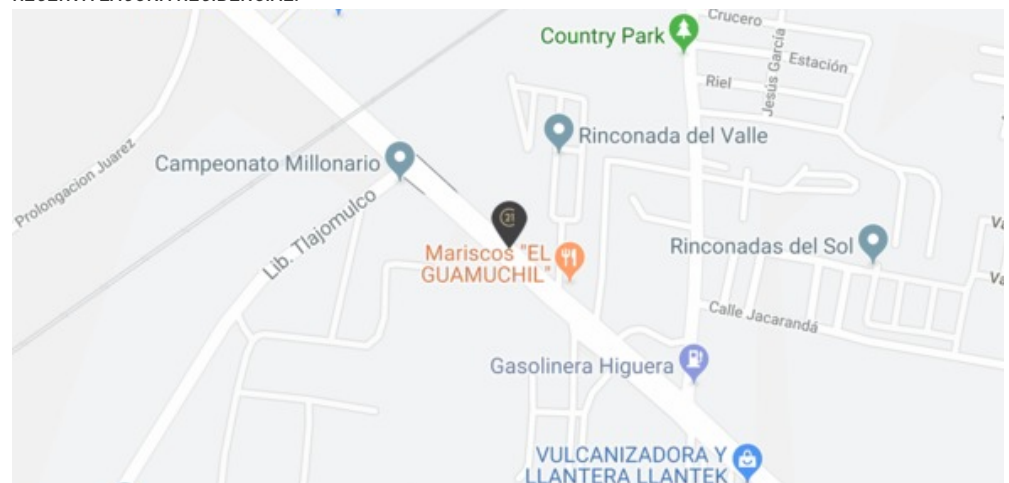 Crucero
Country Park
Estación
Jesús García
Riel
Rinconada del Valle
Prolongacion Juarez
Campeonato Millonario
Lib. Tlajomulco
21
Mariscos "EL
GUAMUCHIL"
Rinconadas del Sol
Calle Jacarandá
Gasolinera Higuera
VULCANIZADORA Y
LLANTERA LLANTEK